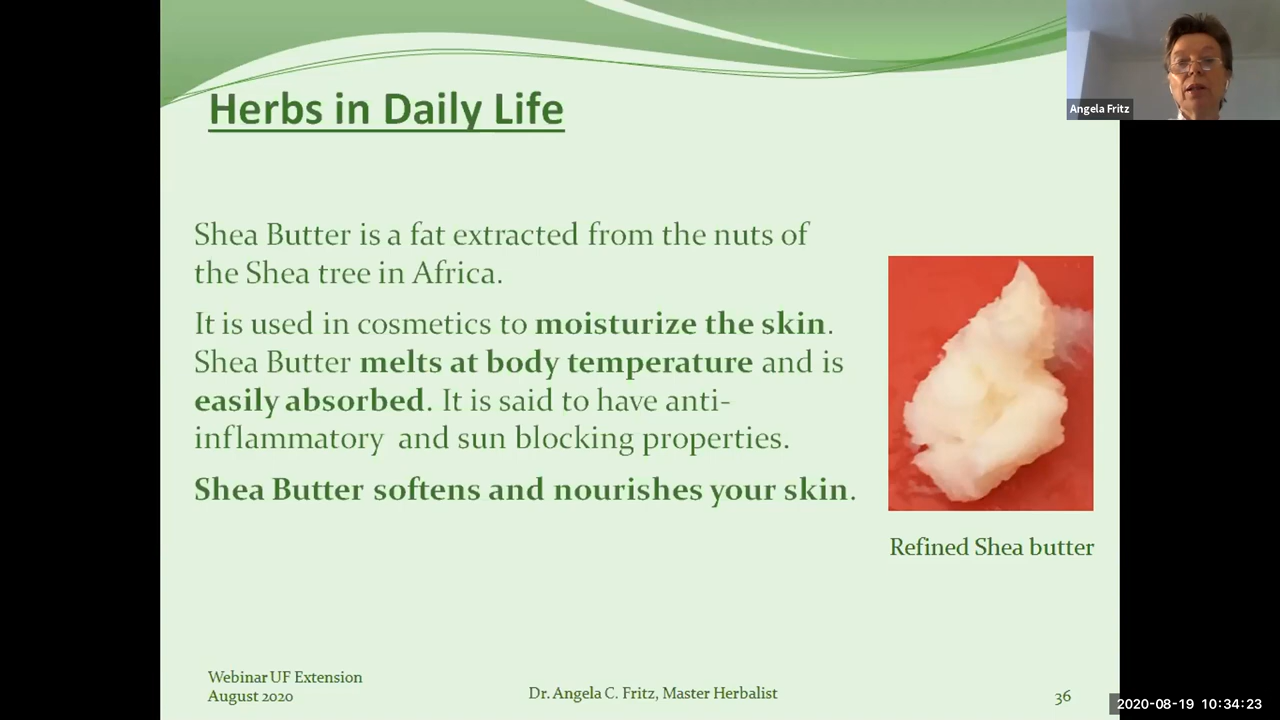 Angela Fritz
Herbs in Daily Life
Shea Butter is a fat extracted from the nuts of
the Shea tree in Africa.
It is used in cosmetics to moisturize the skin.
Shea Butter melts at body temperature and is
easily absorbed. It is said to have anti-
inflammatory and sun blocking properties.
Shea Butter softens and nourishes your skin.
Refined Shea butter
Webinar UF Extension
August 2020
Dr. Angela C. Fritz, Master Herbalist
36
2020-08-19 10:34:23